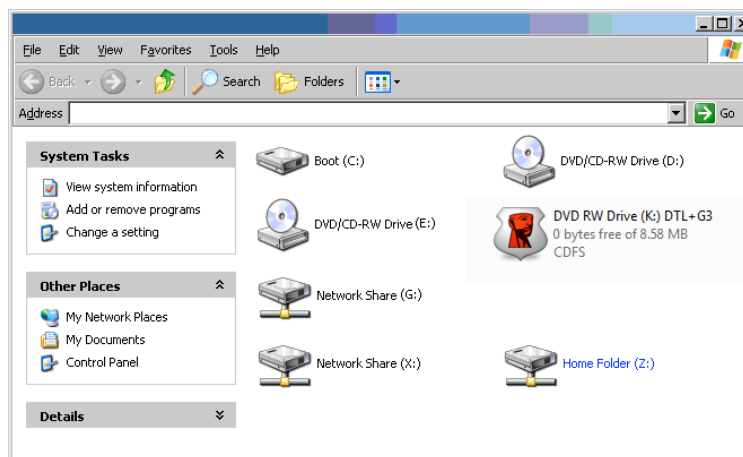 File Edit View Favorites Tools Help
Back Search Folders
Address Go
System Tasks
View system information
Add or remove programs
Change a setting
Other Places
My Network Places
My Documents
Control Panel
Details
Boot (C:)
DVD/CD-RW Drive (D:)
DVD/CD-RW Drive (E:)
DVD RW Drive (K:) DTL+G3
0 bytes free of 8.58 MB
CDFS
Network Share (G:)
Network Share (X:)
Home Folder (Z:)